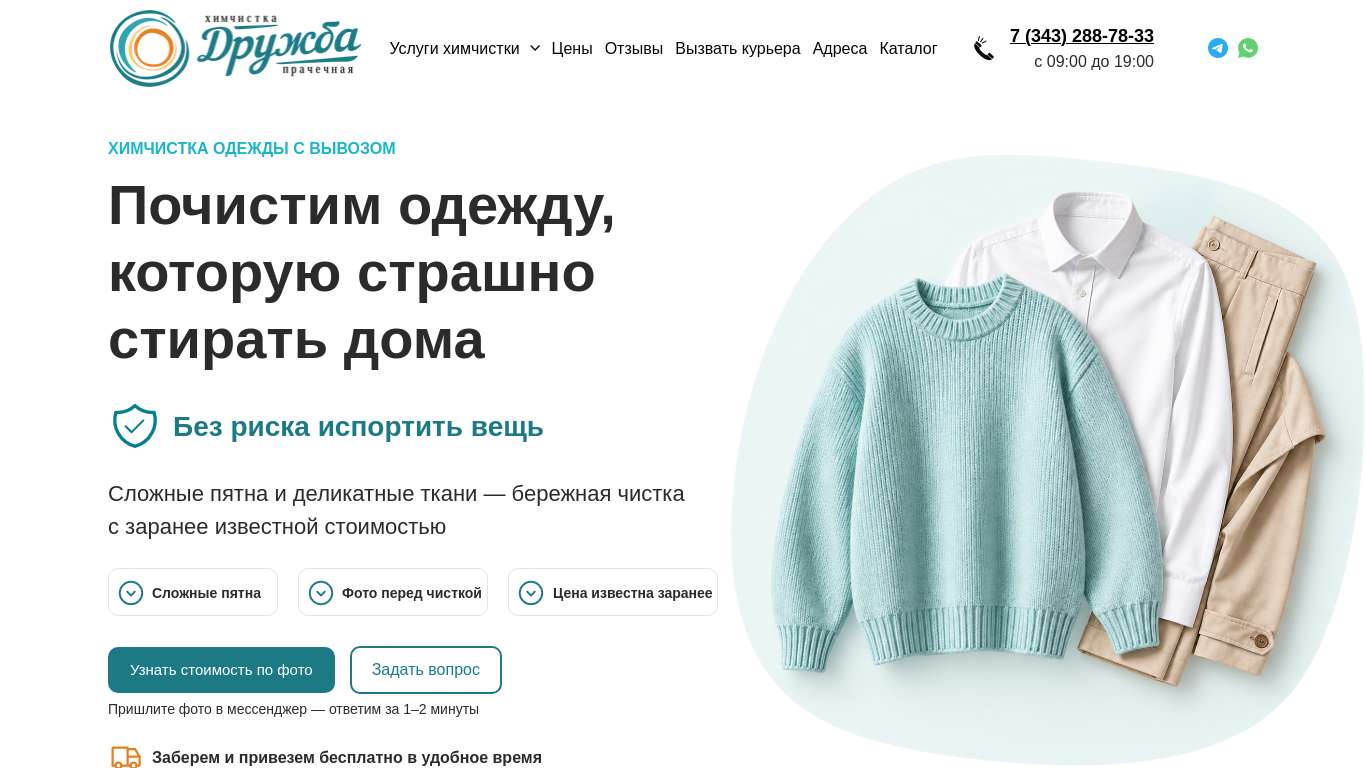 химчистка
Дружба
прачечная
Услуги химчистки
Цены
Отзывы
Вызвать курьера
Адреса
Каталог
7 (343) 288-78-33
с 09:00 до 19:00
ХИМЧИСТКА ОДЕЖДЫ С ВЫВОЗОМ
Почистим одежду,
которую страшно
стирать дома
Без риска испортить вещь
Сложные пятна и деликатные ткани — бережная чистка
с заранее известной стоимостью
Сложные пятна
Фото перед чисткой
Цена известна заранее
Узнать стоимость по фото
Задать вопрос
Пришлите фото в мессенджер — ответим за 1–2 минуты
Заберем и привезем бесплатно в удобное время